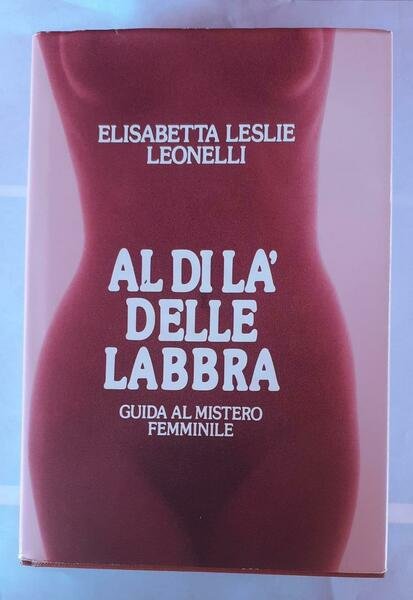 ELISABETTA LESLIE
LEONELLI
AL DI LA'
DELLE
LABBRA
GUIDA AL MISTERO
FEMMINILE